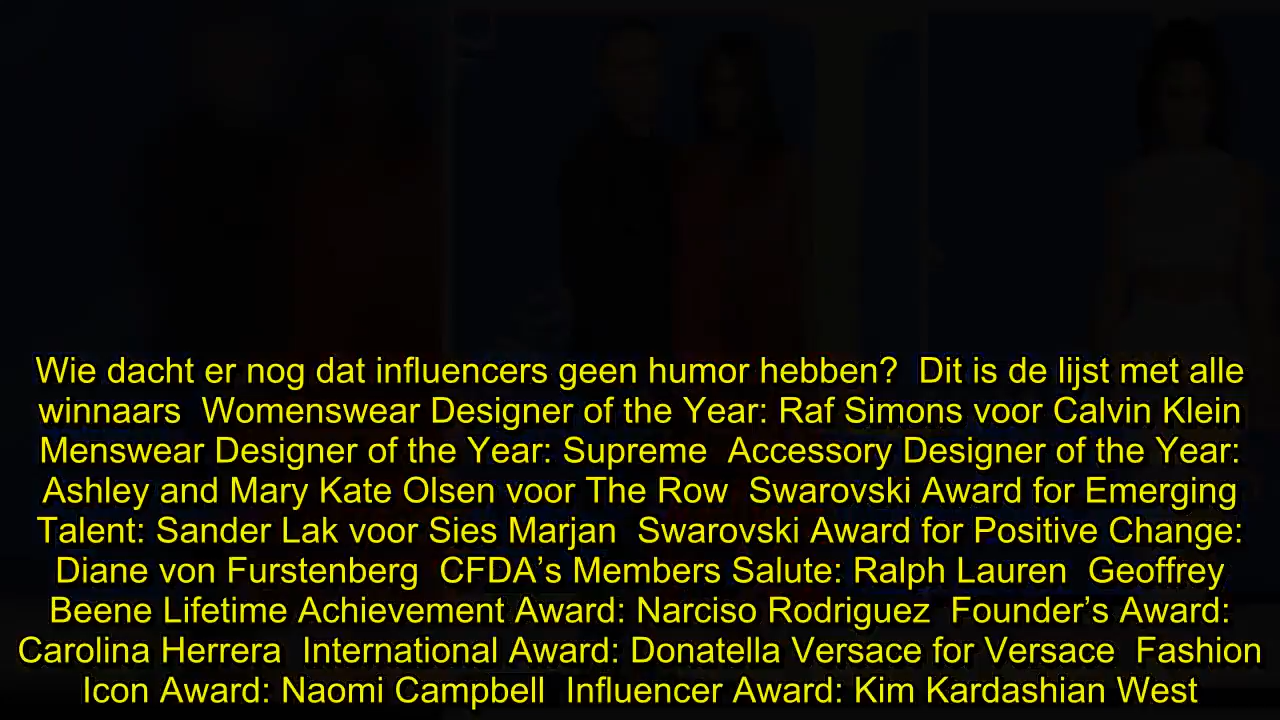 Wie dacht er nog dat influencers geen humor hebben?  Dit is de lijst met alle
winnaars  Womenswear Designer of the Year: Raf Simons voor Calvin Klein
Menswear Designer of the Year: Supreme  Accessory Designer of the Year:
Ashley and Mary Kate Olsen voor The Row  Swarovski Award for Emerging
Talent: Sander Lak voor Sies Marjan  Swarovski Award for Positive Change:
Diane von Furstenberg  CFDA’s Members Salute: Ralph Lauren  Geoffrey
Beene Lifetime Achievement Award: Narciso Rodriguez  Founder’s Award:
Carolina Herrera  International Award: Donatella Versace for Versace  Fashion
Icon Award: Naomi Campbell  Influencer Award: Kim Kardashian West